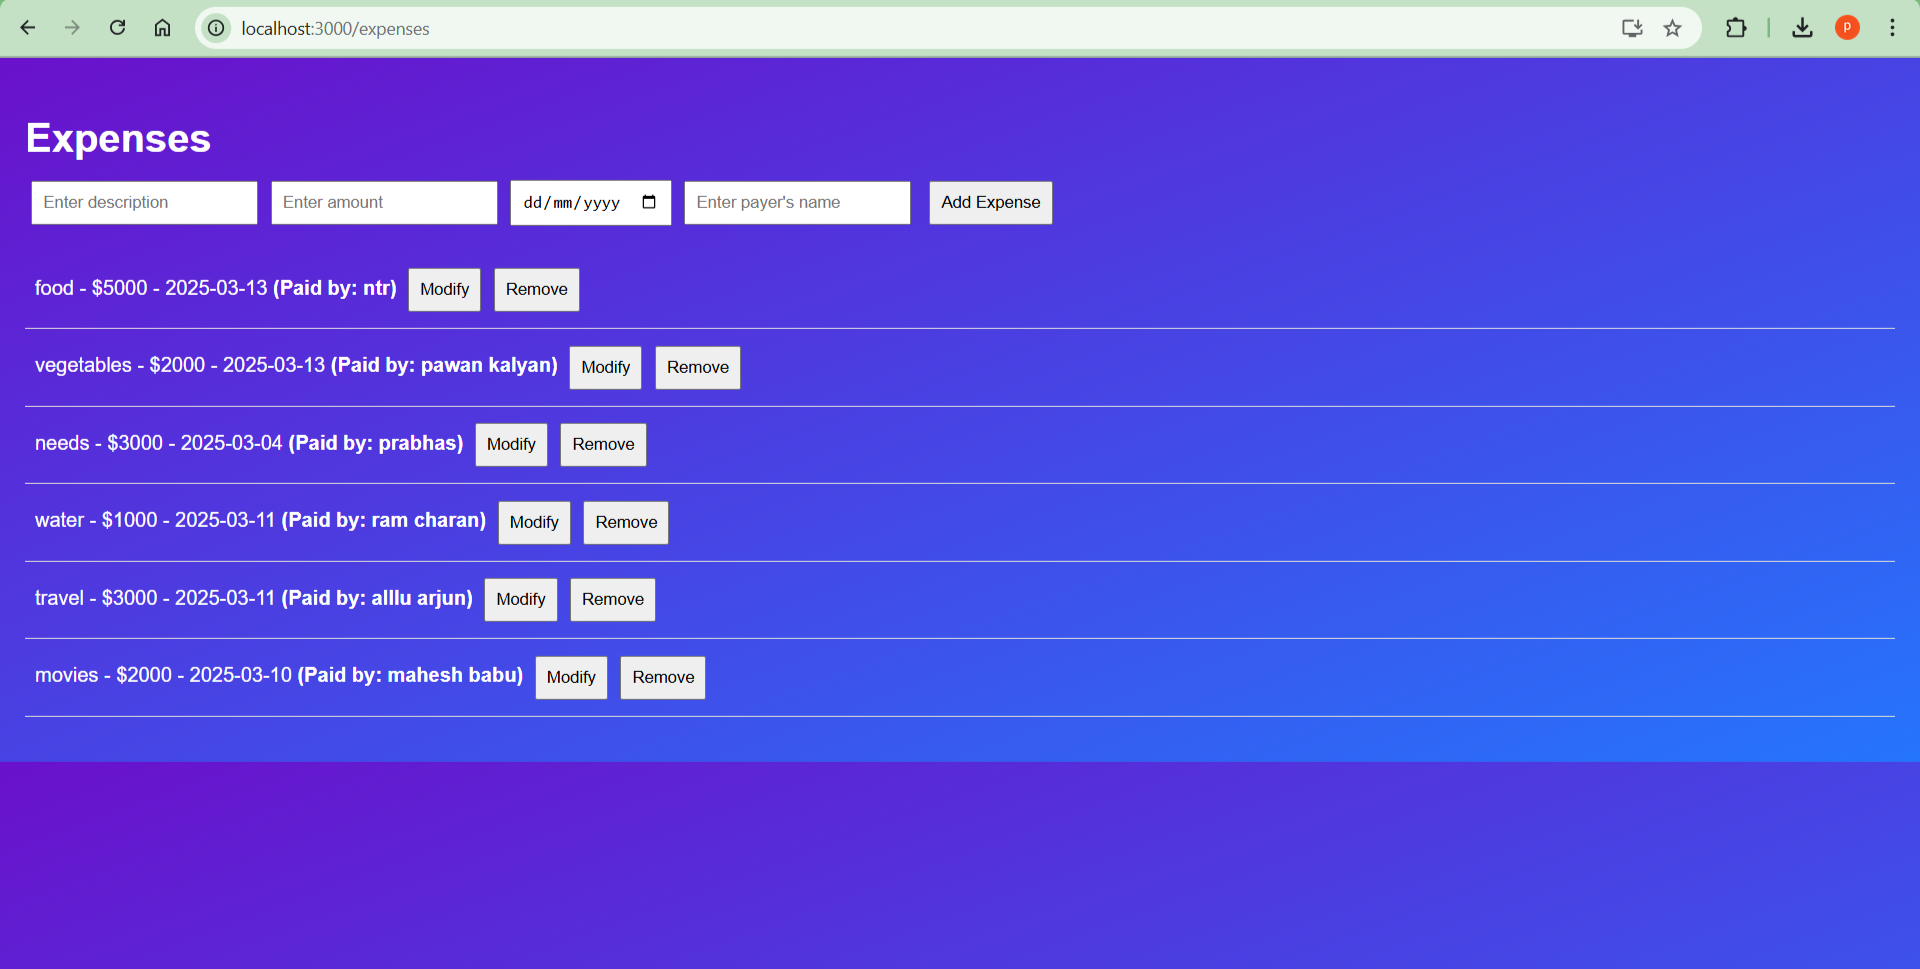 localhost:3000/expenses
p
Expenses
Enter description Enter amount dd/mm/yyyy Enter payer's name Add Expense
food - $5000 - 2025-03-13 (Paid by: ntr) Modify Remove
vegetables - $2000 - 2025-03-13 (Paid by: pawan kalyan) Modify Remove
needs - $3000 - 2025-03-04 (Paid by: prabhas) Modify Remove
water - $1000 - 2025-03-11 (Paid by: ram charan) Modify Remove
travel - $3000 - 2025-03-11 (Paid by: alllu arjun) Modify Remove
movies - $2000 - 2025-03-10 (Paid by: mahesh babu) Modify Remove